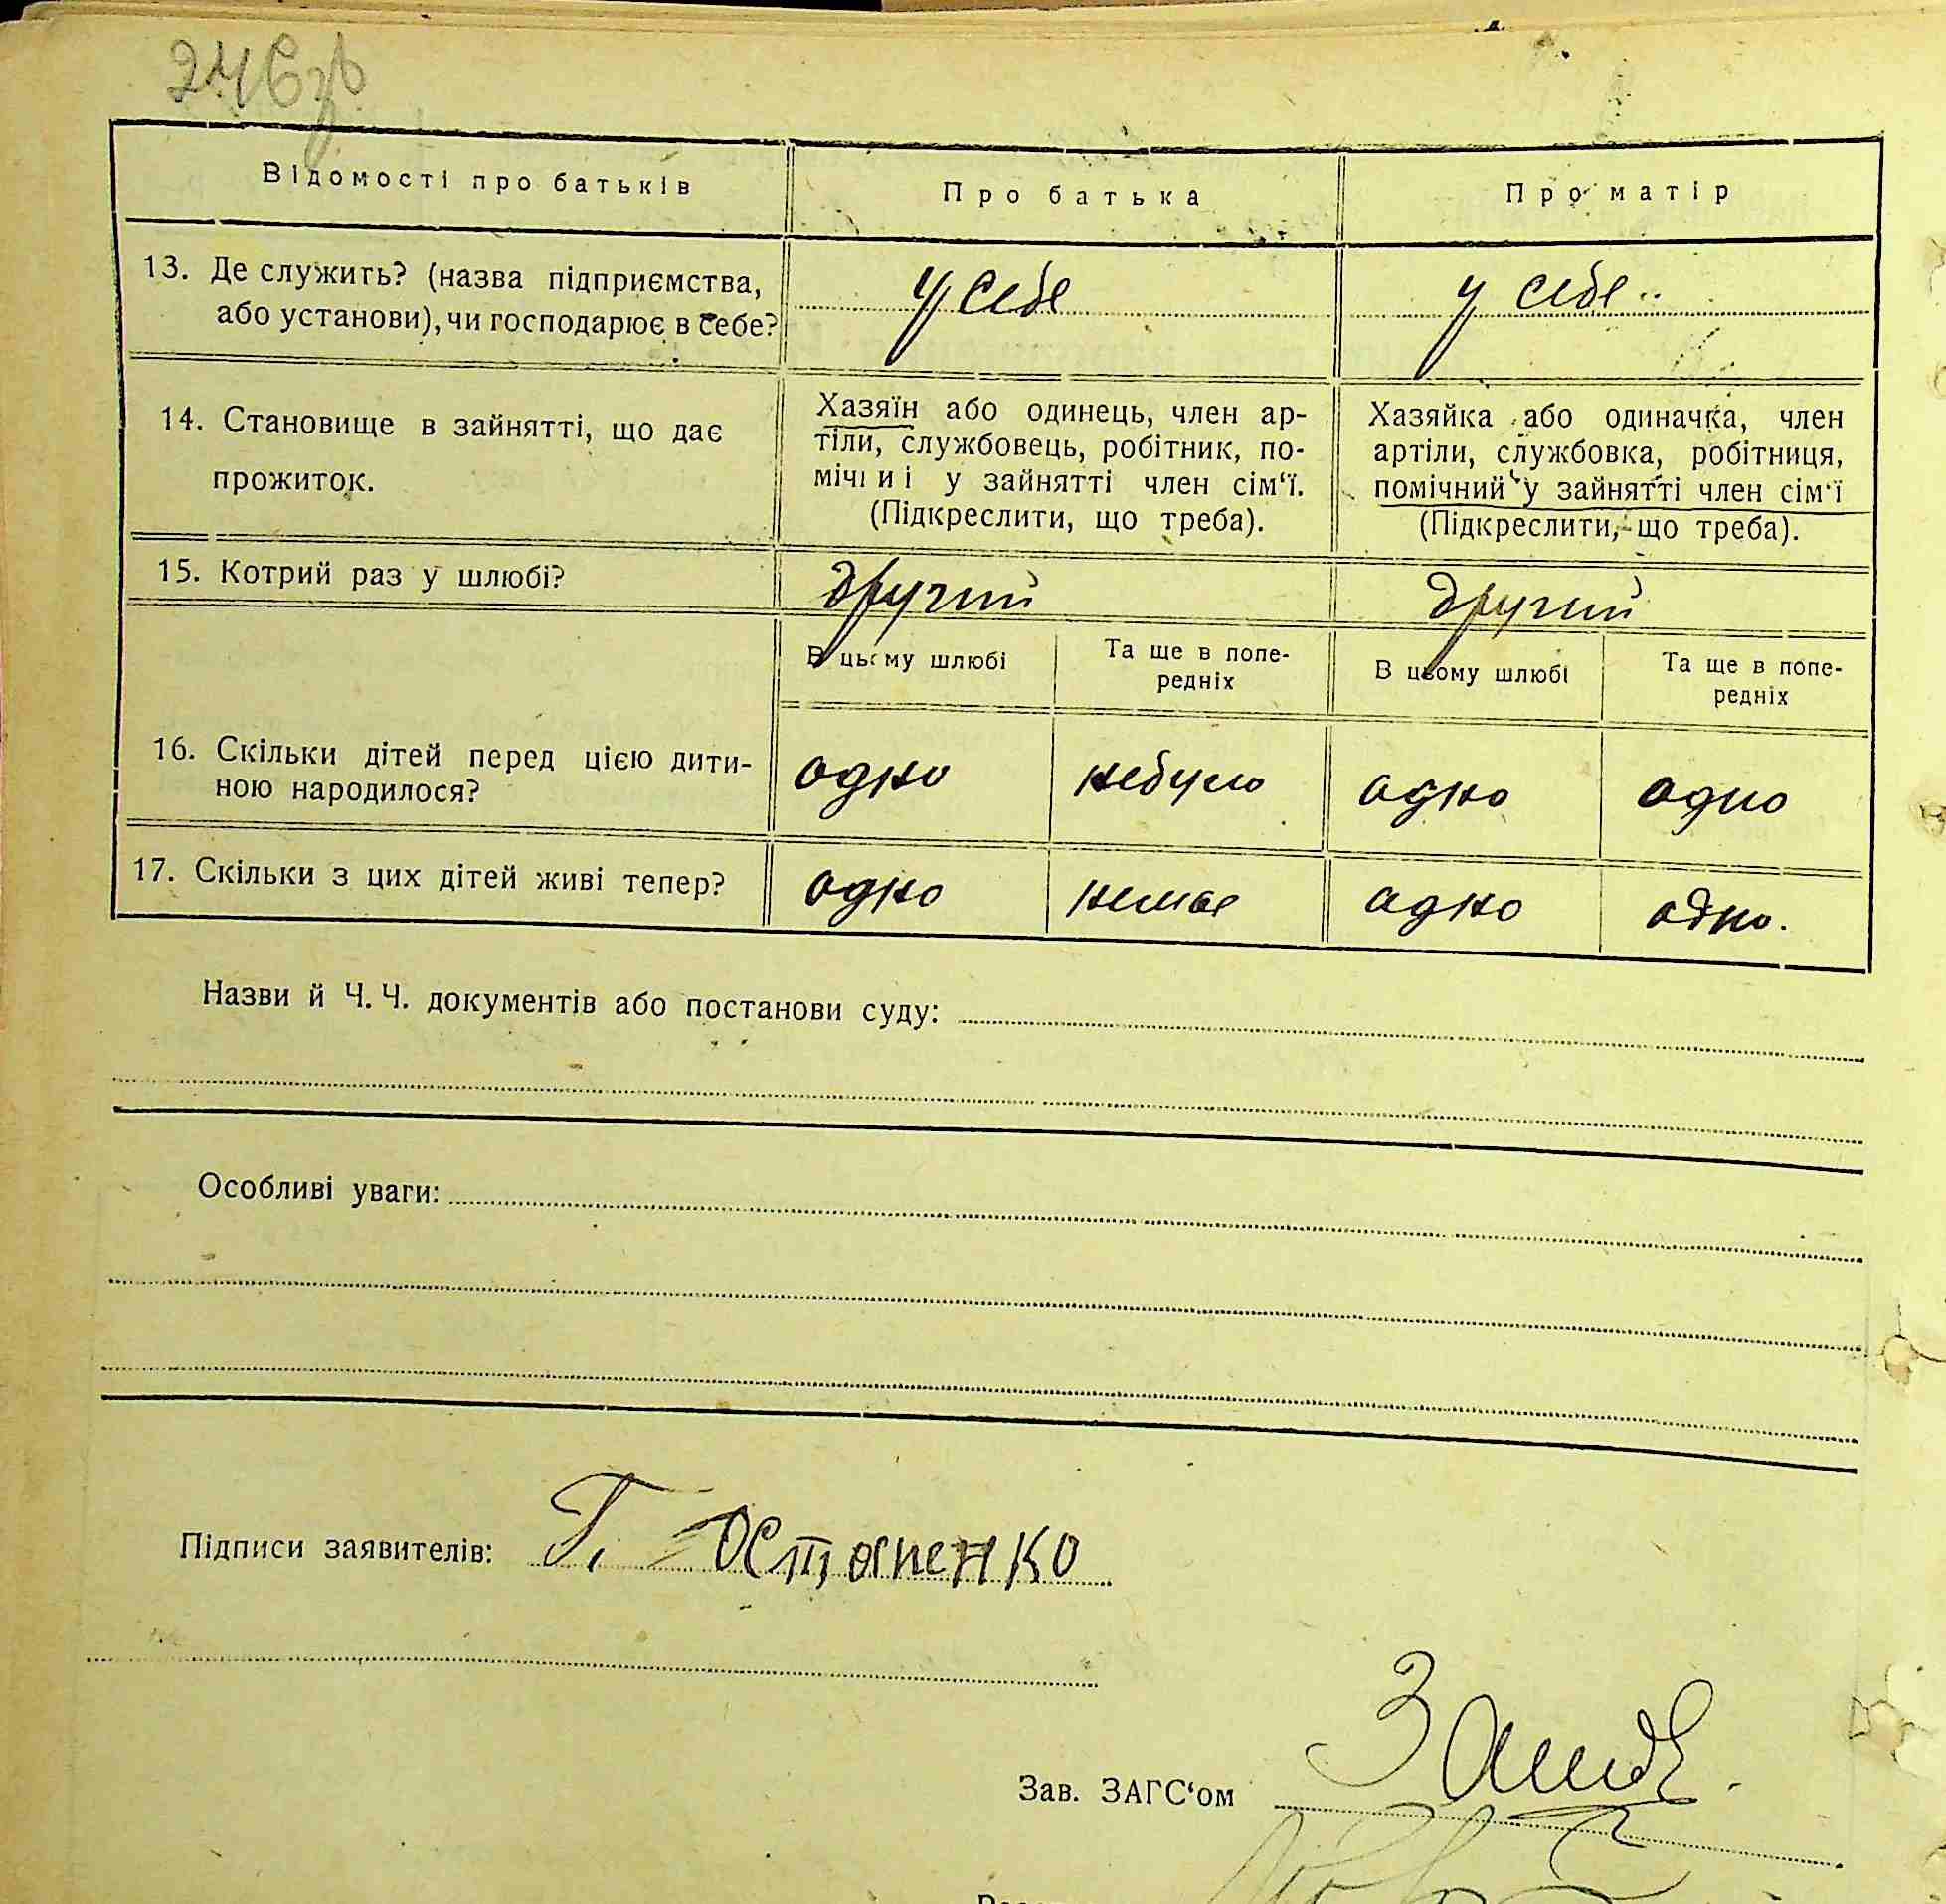 246зв
Відомості про батьків Про батька Про матір
13. Де служить? (назва підприємства, або установи), чи господарює в себе?
у себе
у себе
14. Становище в зайнятті, що дає
прожиток.
Хазяїн або одинець, член ар-
тіли, службовець, робітник, по-
мічн и і у зайнятті член сім‘ї.
(Підкреслити, що треба).
Хазяйка або одиначка, член
артіли, службовка, робітниця,
помічний у зайнятті член сім‘ї
(Підкреслити, що треба).
15. Котрий раз у шлюбі? другий другий
В цьому шлюбі
Та ще в попе-
редніх
В цьому шлюбі
Та ще в попе-
редніх
16. Скільки дітей перед цією дити-
ною народилося?
одно небуло одно одно
17. Скільки з цих дітей живі тепер? одно немає одно одно.
Назви й Ч. Ч. документів або постанови суду:
Особливі уваги:
Підписи заявителів: Г. Остапенко
Зав. ЗАГС‘ом